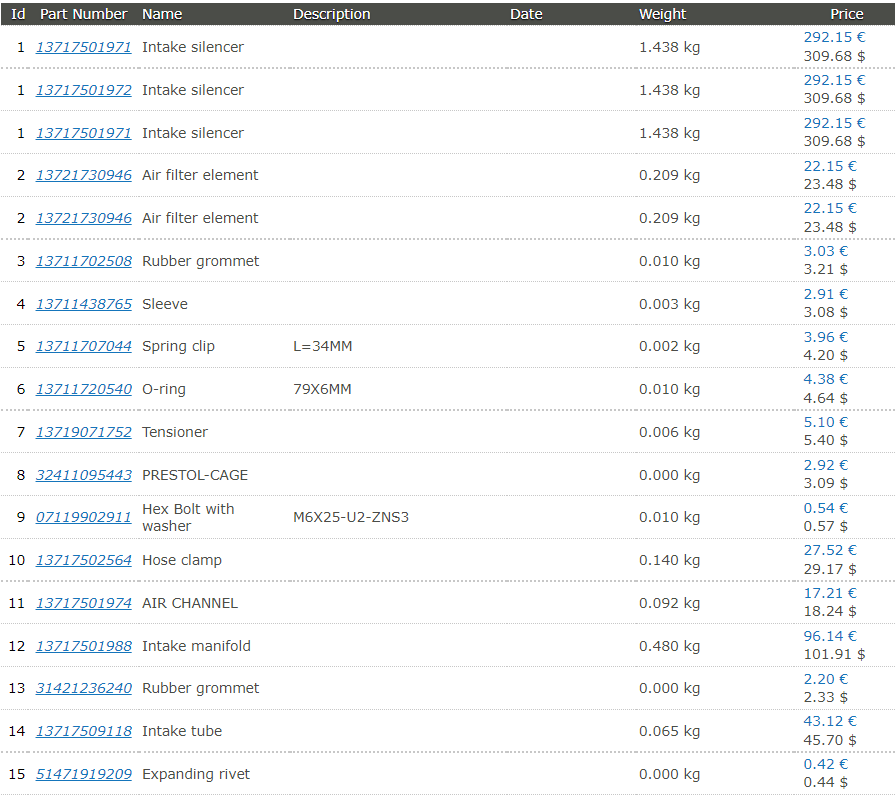 Id Part Number Name Description Date Weight Price
1 13717501971 Intake silencer 1.438 kg 292.15 €
309.68 $
1 13717501972 Intake silencer 1.438 kg 292.15 €
309.68 $
1 13717501971 Intake silencer 1.438 kg 292.15 €
309.68 $
2 13721730946 Air filter element 0.209 kg 22.15 €
23.48 $
2 13721730946 Air filter element 0.209 kg 22.15 €
23.48 $
3 13711702508 Rubber grommet 0.010 kg 3.03 €
3.21 $
4 13711438765 Sleeve 0.003 kg 2.91 €
3.08 $
5 13711707044 Spring clip L=34MM 0.002 kg 3.96 €
4.20 $
6 13711720540 O-ring 79X6MM 0.010 kg 4.38 €
4.64 $
7 13719071752 Tensioner 0.006 kg 5.10 €
5.40 $
8 32411095443 PRESTOL-CAGE 0.000 kg 2.92 €
3.09 $
9 07119902911 Hex Bolt with washer M6X25-U2-ZNS3 0.010 kg 0.54 €
0.57 $
10 13717502564 Hose clamp 0.140 kg 27.52 €
29.17 $
11 13717501974 AIR CHANNEL 0.092 kg 17.21 €
18.24 $
12 13717501988 Intake manifold 0.480 kg 96.14 €
101.91 $
13 31421236240 Rubber grommet 0.000 kg 2.20 €
2.33 $
14 13717509118 Intake tube 0.065 kg 43.12 €
45.70 $
15 51471919209 Expanding rivet 0.000 kg 0.42 €
0.44 $